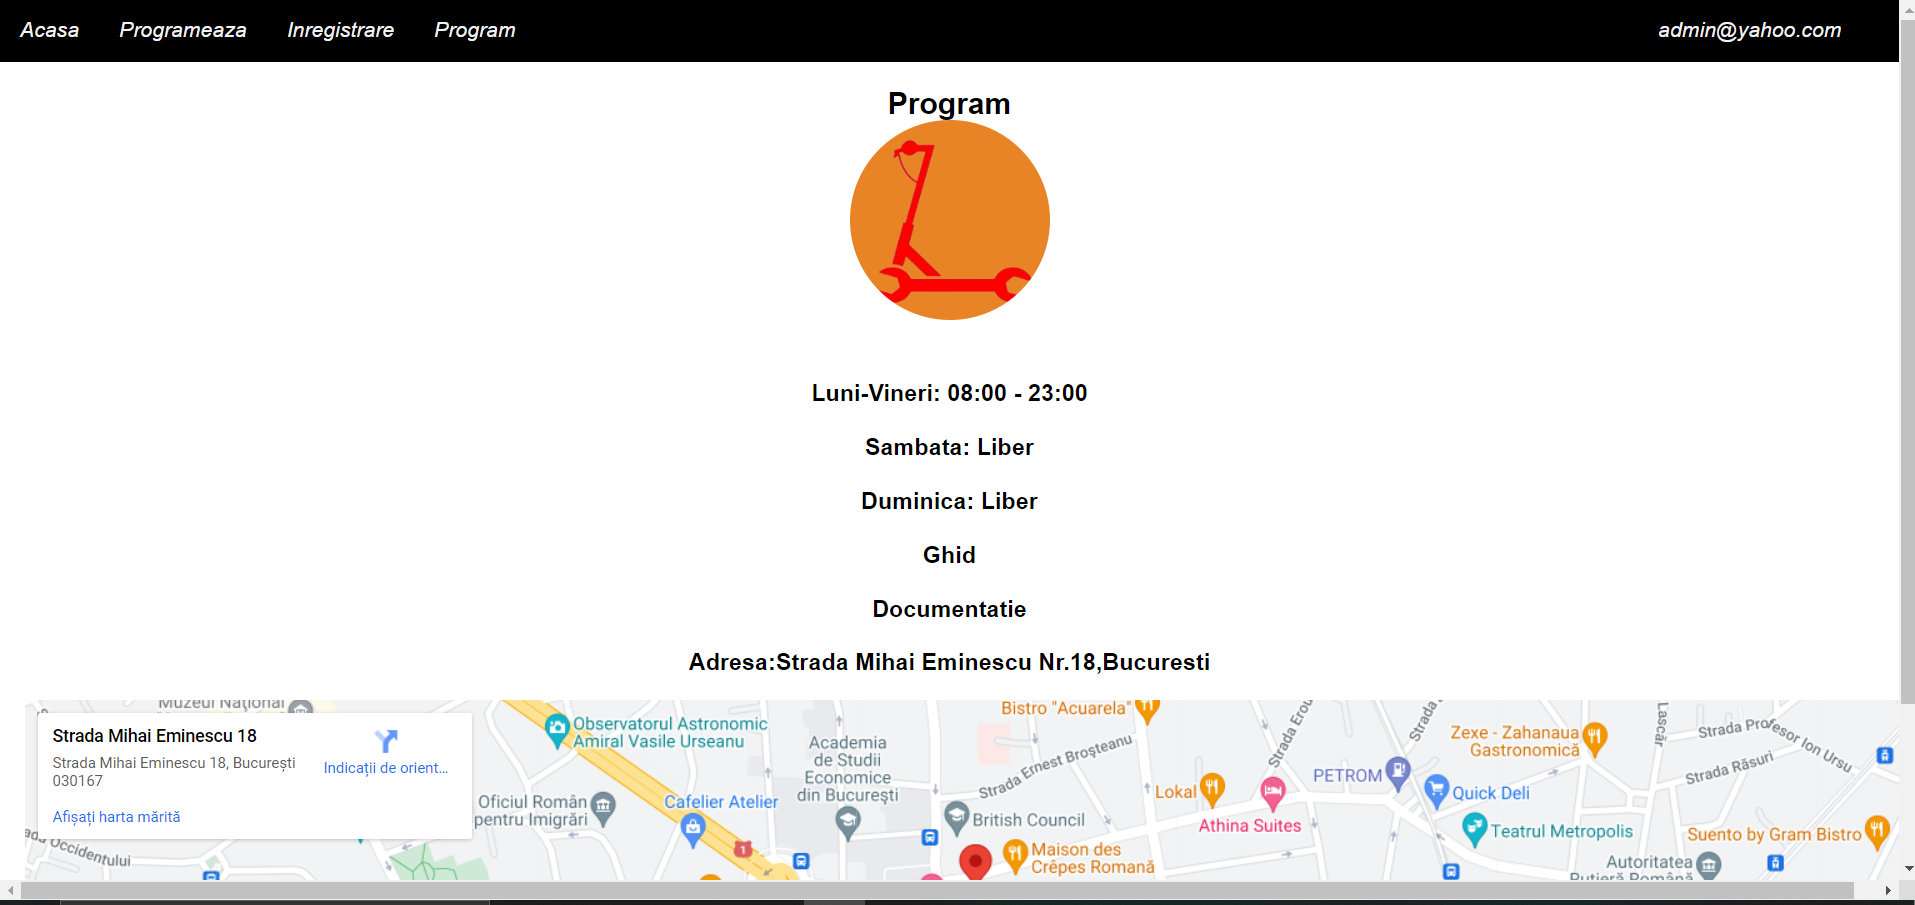 Acasa Programeaza Inregistrare Program admin@yahoo.com
Program
Luni-Vineri: 08:00 - 23:00
Sambata: Liber
Duminica: Liber
Ghid
Documentatie
Adresa:Strada Mihai Eminescu Nr.18,Bucuresti
Strada Mihai Eminescu 18
Strada Mihai Eminescu 18, București
030167
Indicații de orient...
Afișați harta mărită
Muzeul Național
Observatorul Astronomic
Amiral Vasile Urseanu
Academia
de Studii
Economice
din București
Oficiul Român
pentru Imigrări
Cafelier Atelier
1
Bistro "Acuarela"
Strada Ernest Broșteanu
British Council
Maison des
Crêpes Romană
Lokal
Athina Suites
PETROM
Quick Deli
Zexe - Zahanaua
Gastronomică
Lascăr
Strada Profesor Ion Ursu
Strada Răsuri
Teatrul Metropolis
Suento by Gram Bistro
Autoritatea
Rutieră Română
Occidentului
Strada